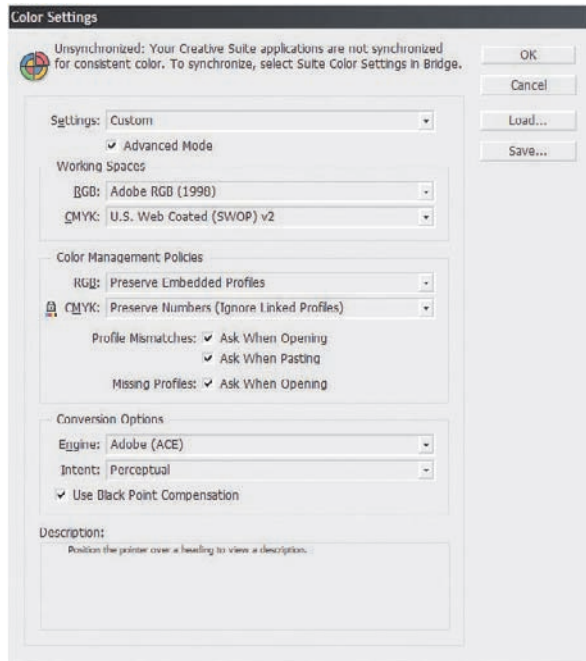 Color Settings
Unsynchronized: Your Creative Suite applications are not synchronized
for consistent color. To synchronize, select Suite Color Settings in Bridge.
OK
Cancel
Load...
Save...
Settings: Custom
Advanced Mode
Working Spaces
RGB: Adobe RGB (1998)
CMYK: U.S. Web Coated (SWOP) v2
Color Management Policies
RGB: Preserve Embedded Profiles
CMYK: Preserve Numbers (Ignore Linked Profiles)
Profile Mismatches: Ask When Opening
Ask When Pasting
Missing Profiles: Ask When Opening
Conversion Options
Engine: Adobe (ACE)
Intent: Perceptual
Use Black Point Compensation
Description:
Position the pointer over a heading to view a description.